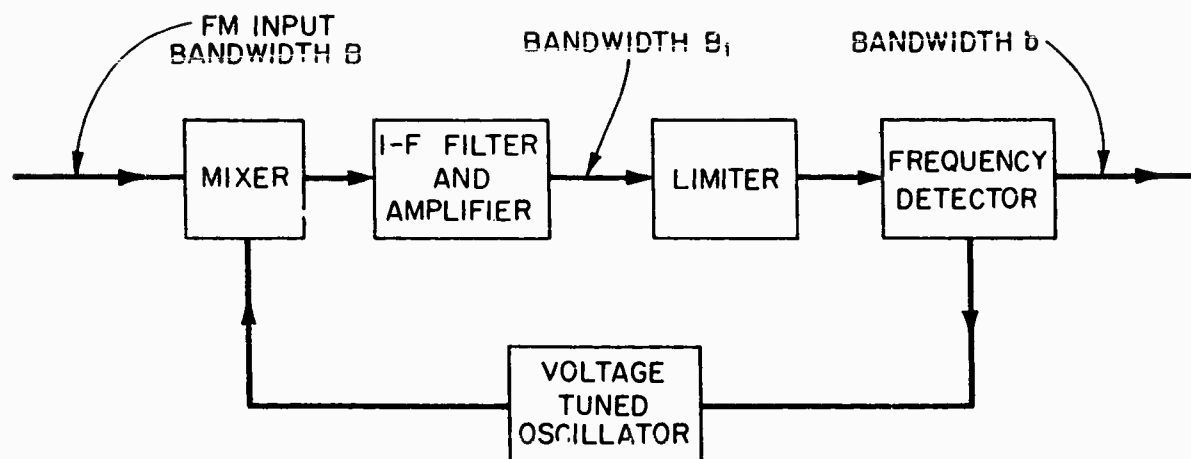 FM INPUT
BANDWIDTH B
BANDWIDTH B₁
BANDWIDTH b
MIXER
I-F FILTER
AND
AMPLIFIER
LIMITER
FREQUENCY
DETECTOR
VOLTAGE
TUNED
OSCILLATOR